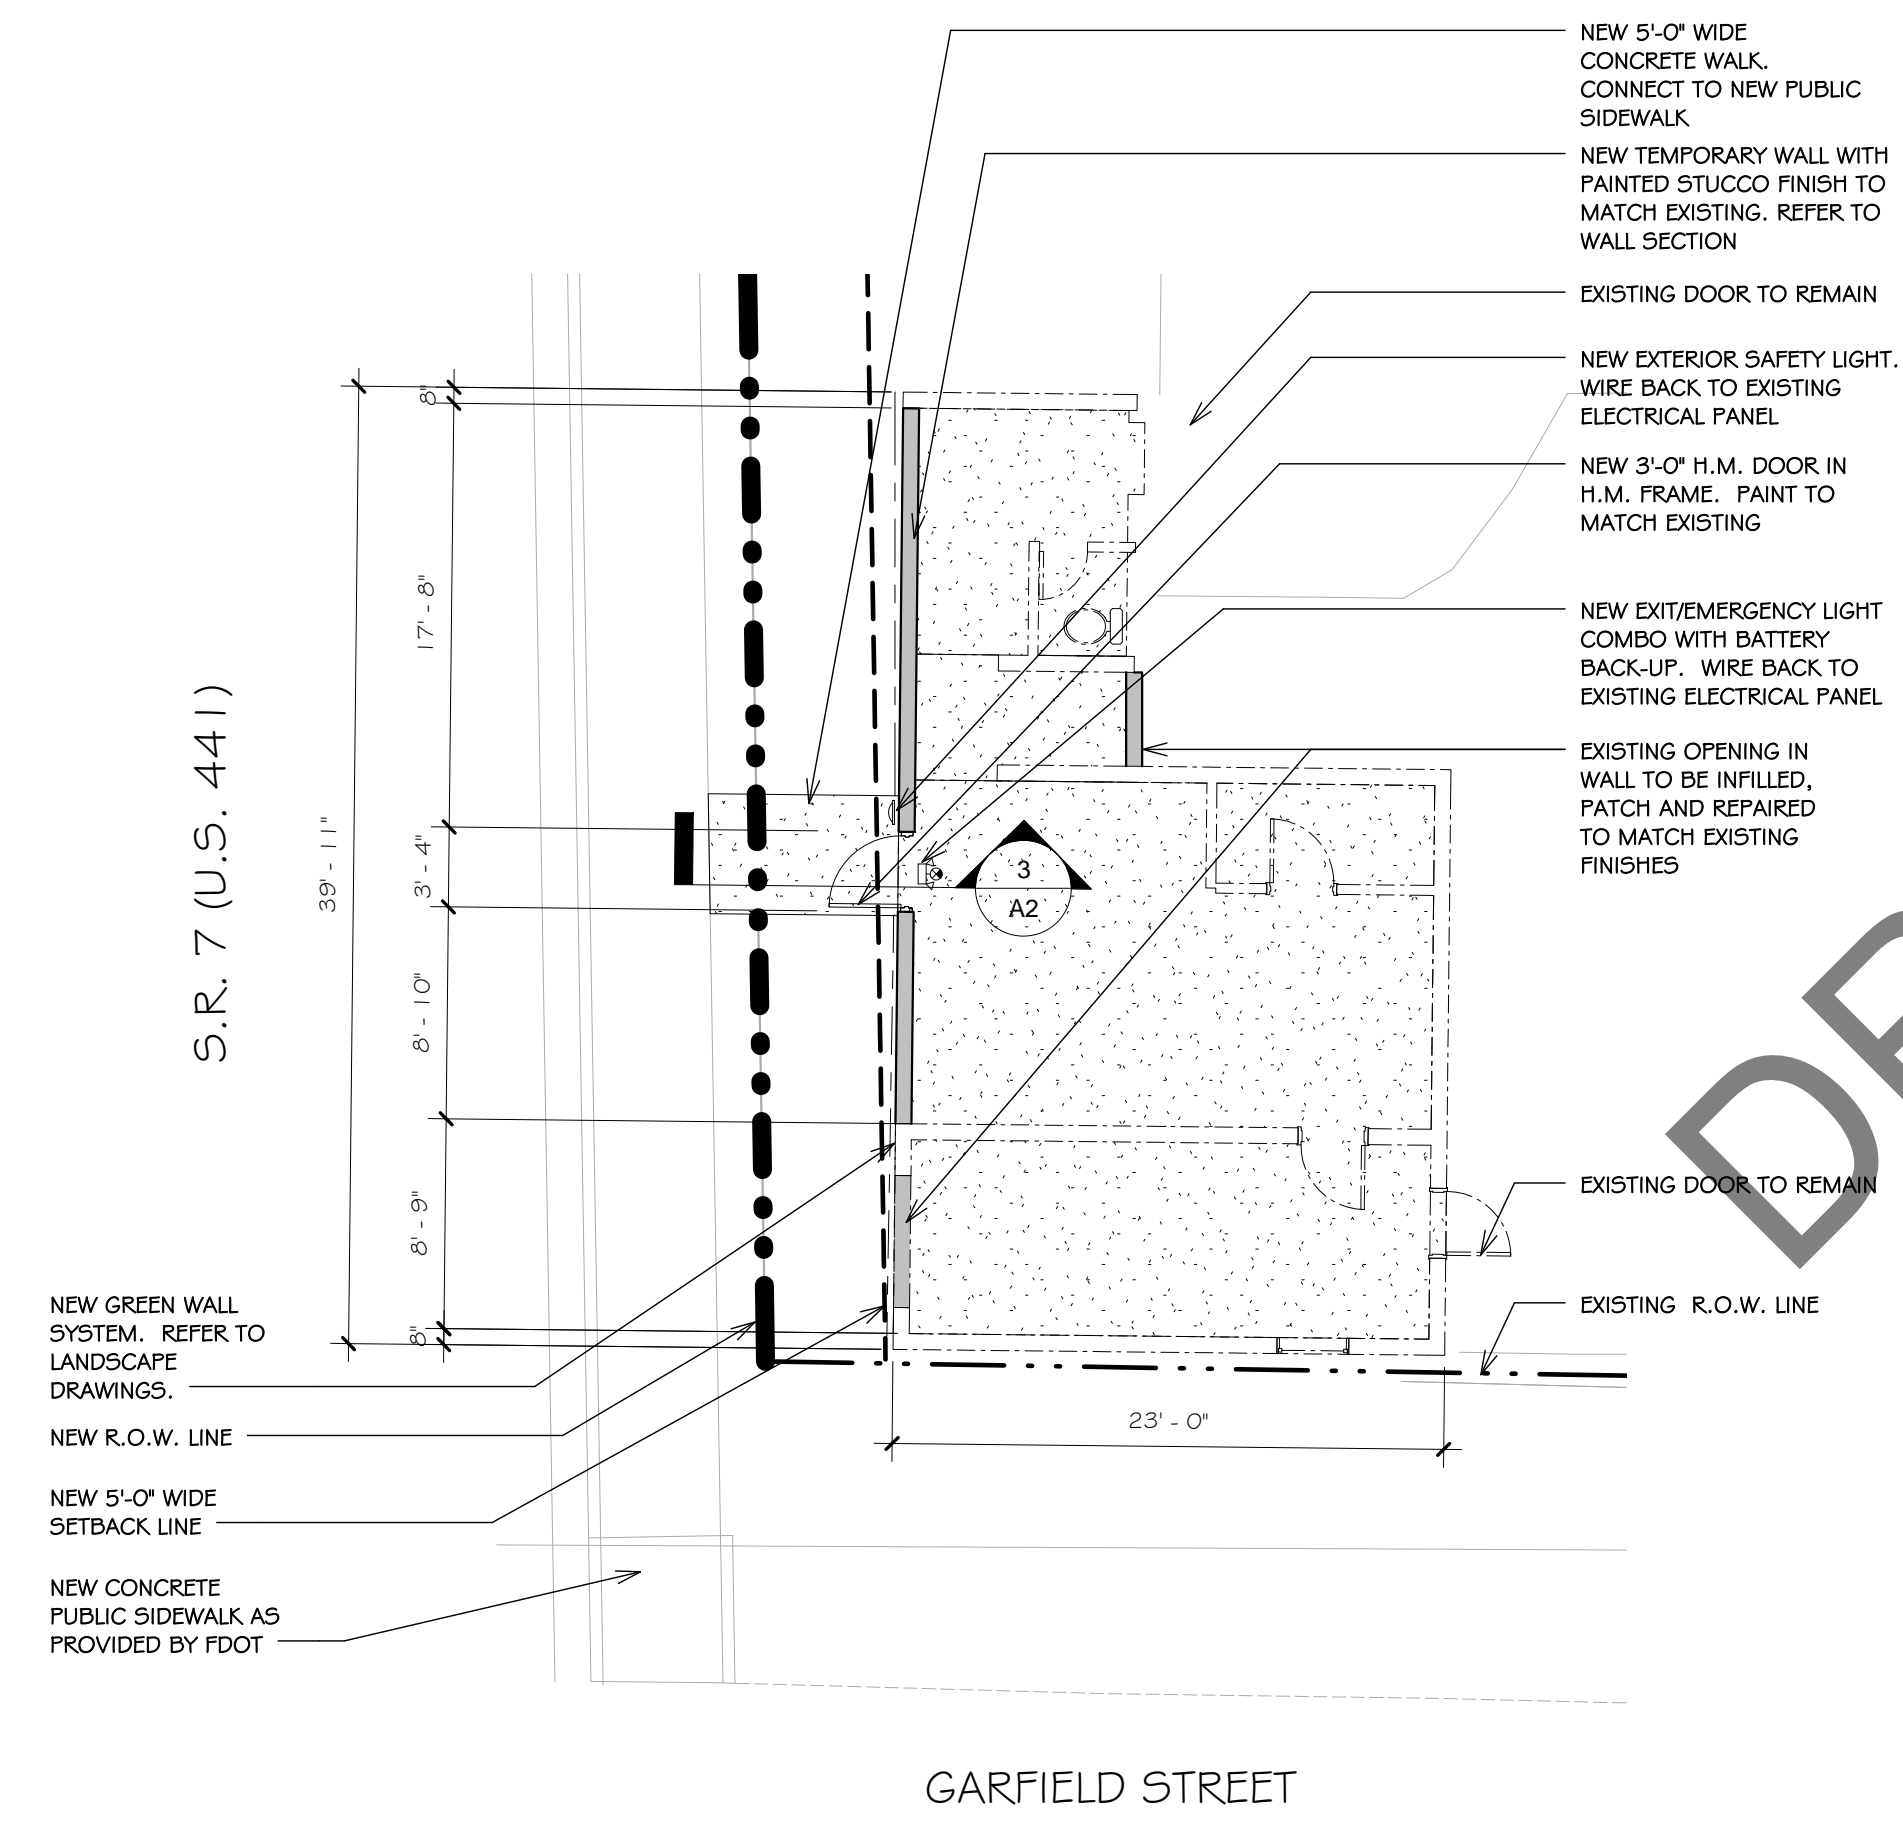 NEW 5'-0" WIDE
CONCRETE WALK.
CONNECT TO NEW PUBLIC
SIDEWALK
NEW TEMPORARY WALL WITH
PAINTED STUCCO FINISH TO
MATCH EXISTING. REFER TO
WALL SECTION
EXISTING DOOR TO REMAIN
NEW EXTERIOR SAFETY LIGHT.
WIRE BACK TO EXISTING
ELECTRICAL PANEL
NEW 3'-0" H.M. DOOR IN
H.M. FRAME. PAINT TO
MATCH EXISTING
NEW EXIT/EMERGENCY LIGHT
COMBO WITH BATTERY
BACK-UP. WIRE BACK TO
EXISTING ELECTRICAL PANEL
EXISTING OPENING IN
WALL TO BE INFILLED,
PATCH AND REPAIRED
TO MATCH EXISTING
FINISHES
EXISTING DOOR TO REMAIN
EXISTING R.O.W. LINE
S.R. 7 (U.S. 441)
39' - 11"
8"
17' - 8"
3' - 4"
8' - 10"
8' - 9"
8"
3
A2
23' - 0"
NEW GREEN WALL
SYSTEM. REFER TO
LANDSCAPE
DRAWINGS.
NEW R.O.W. LINE
NEW 5'-0" WIDE
SETBACK LINE
NEW CONCRETE
PUBLIC SIDEWALK AS
PROVIDED BY FDOT
GARFIELD STREET